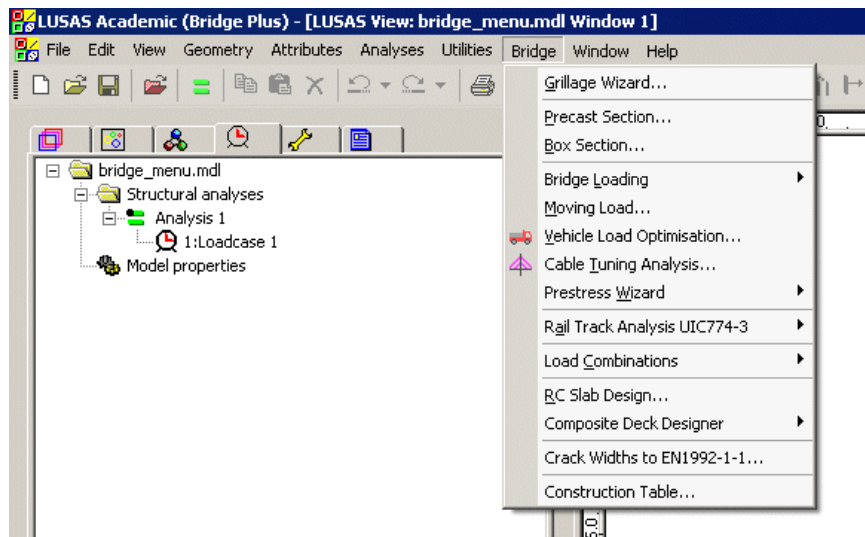 LUSAS Academic (Bridge Plus) - [LUSAS View: bridge_menu.mdl Window 1]
File Edit View Geometry Attributes Analyses Utilities Bridge Window Help
Grillage Wizard...
Precast Section...
Box Section...
Bridge Loading
Moving Load...
Vehicle Load Optimisation...
Cable Tuning Analysis...
Prestress Wizard
Rail Track Analysis UIC774-3
Load Combinations
RC Slab Design...
Composite Deck Designer
Crack Widths to EN1992-1-1...
Construction Table...
bridge_menu.mdl
Structural analyses
Analysis 1
1:Loadcase 1
Model properties
0.
5.0